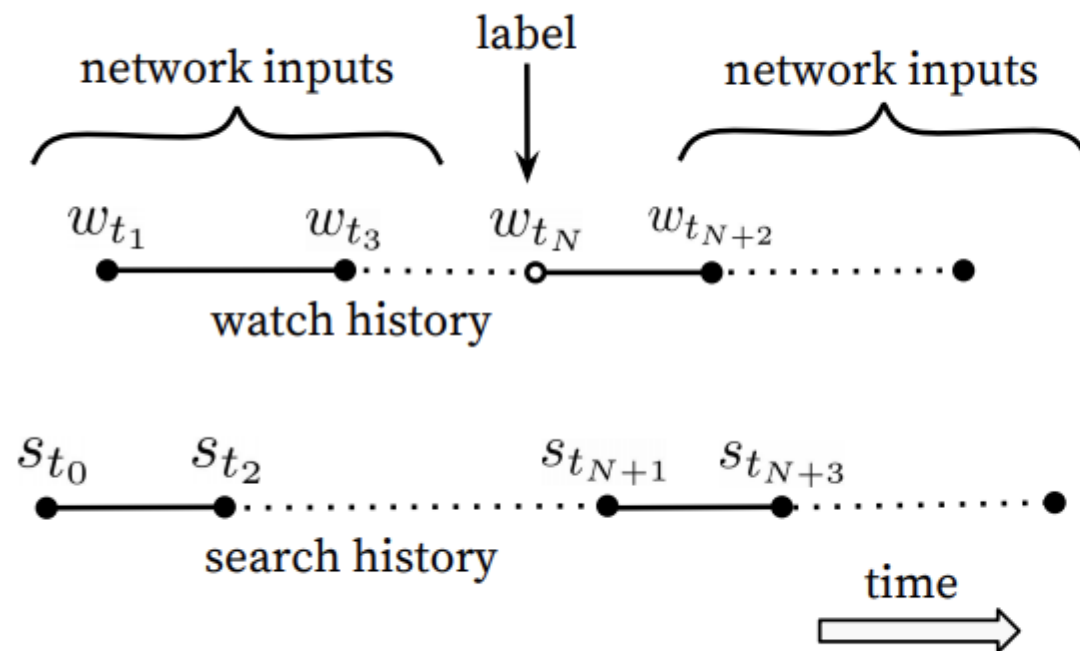 label
network inputs network inputs
w_{t_1} w_{t_3} w_{t_N} w_{t_{N+2}}
watch history
s_{t_0} s_{t_2} s_{t_{N+1}} s_{t_{N+3}}
search history
time